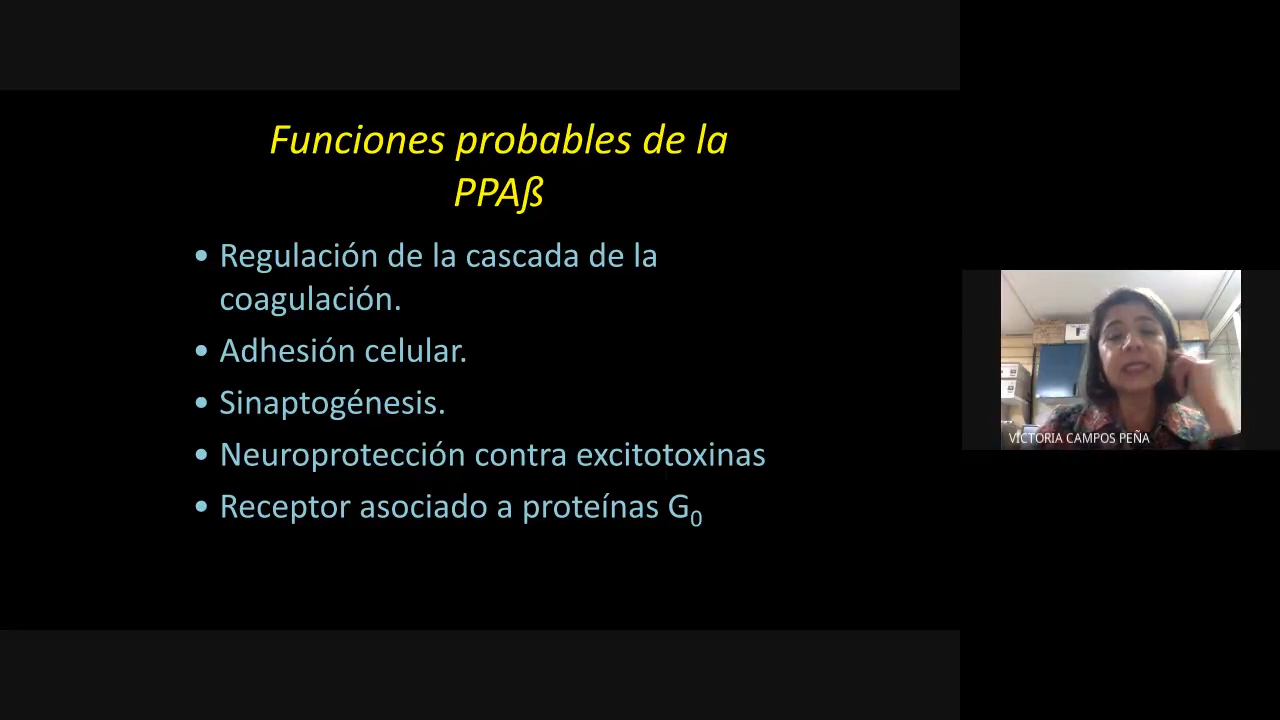 Funciones probables de la
PPAß
• Regulación de la cascada de la
coagulación.
• Adhesión celular.
• Sinaptogénesis.
• Neuroprotección contra excitotoxinas
• Receptor asociado a proteínas G₀
VICTORIA CAMPOS PEÑA